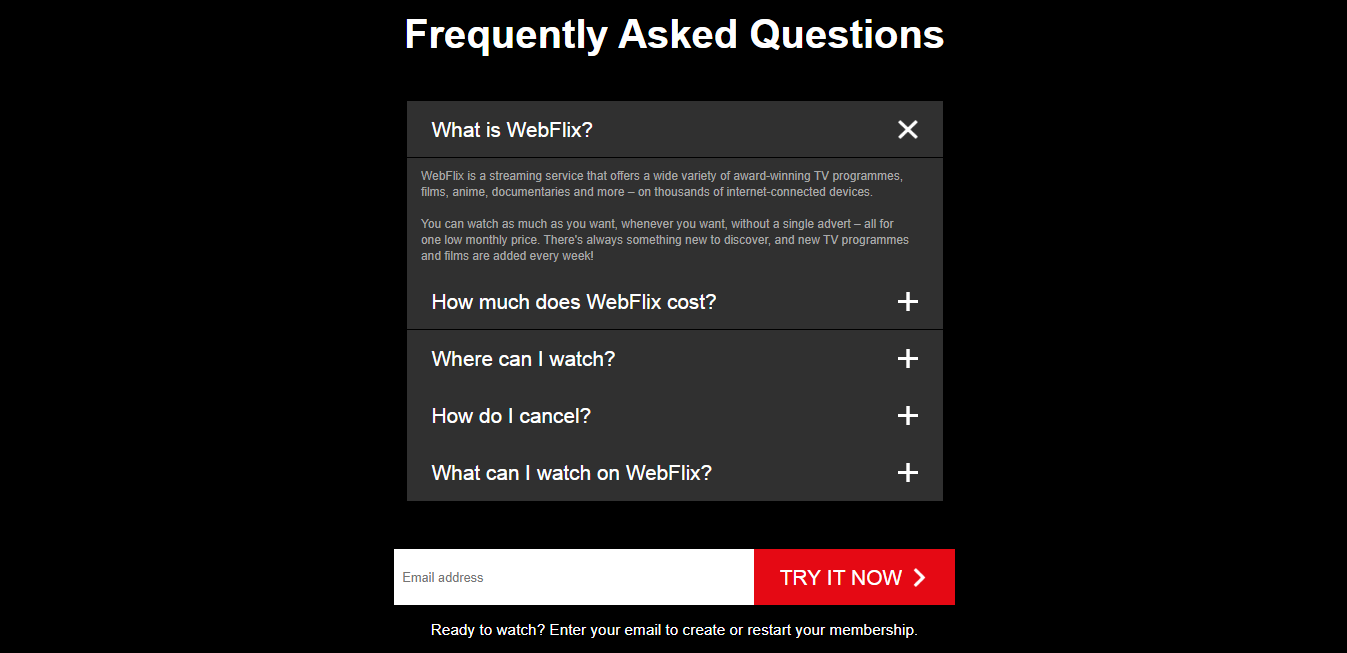 Frequently Asked Questions
What is WebFlix?
WebFlix is a streaming service that offers a wide variety of award-winning TV programmes,
films, anime, documentaries and more – on thousands of internet-connected devices.
You can watch as much as you want, whenever you want, without a single advert – all for
one low monthly price. There's always something new to discover, and new TV programmes
and films are added every week!
How much does WebFlix cost?
Where can I watch?
How do I cancel?
What can I watch on WebFlix?
Email address
TRY IT NOW
Ready to watch? Enter your email to create or restart your membership.